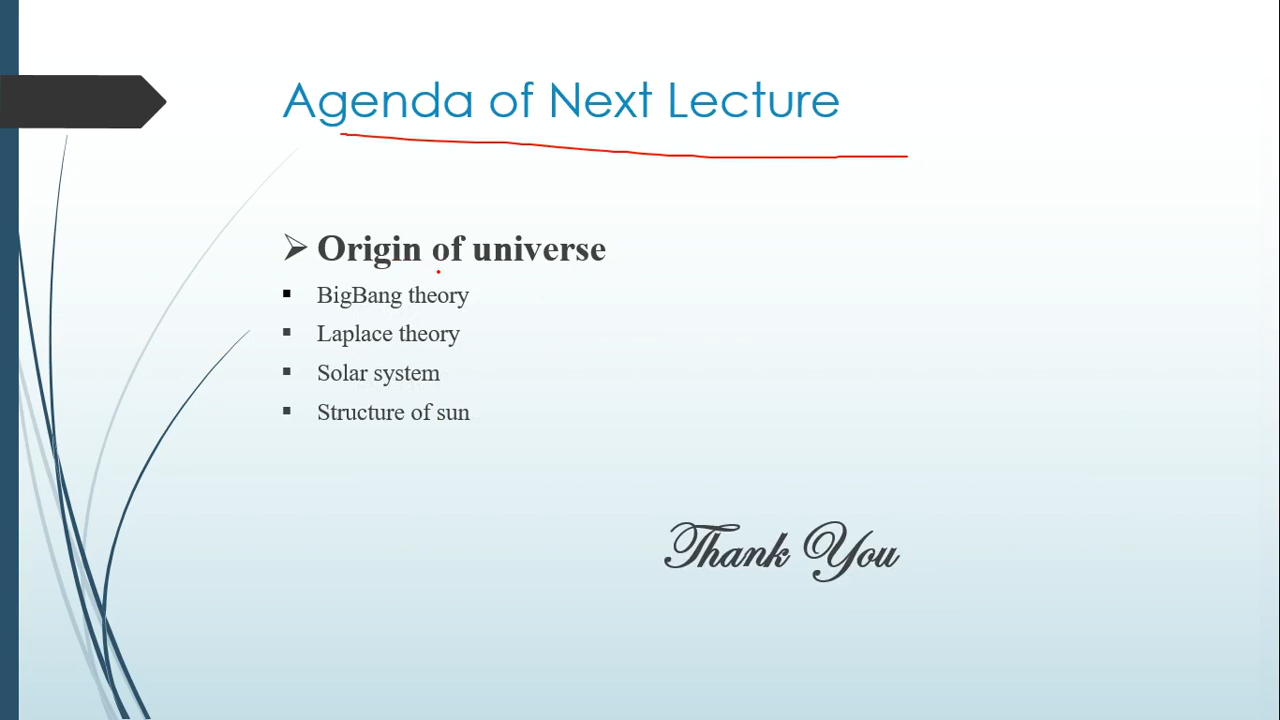 Agenda of Next Lecture
➢ Origin of universe
▪ BigBang theory
▪ Laplace theory
▪ Solar system
▪ Structure of sun
Thank You